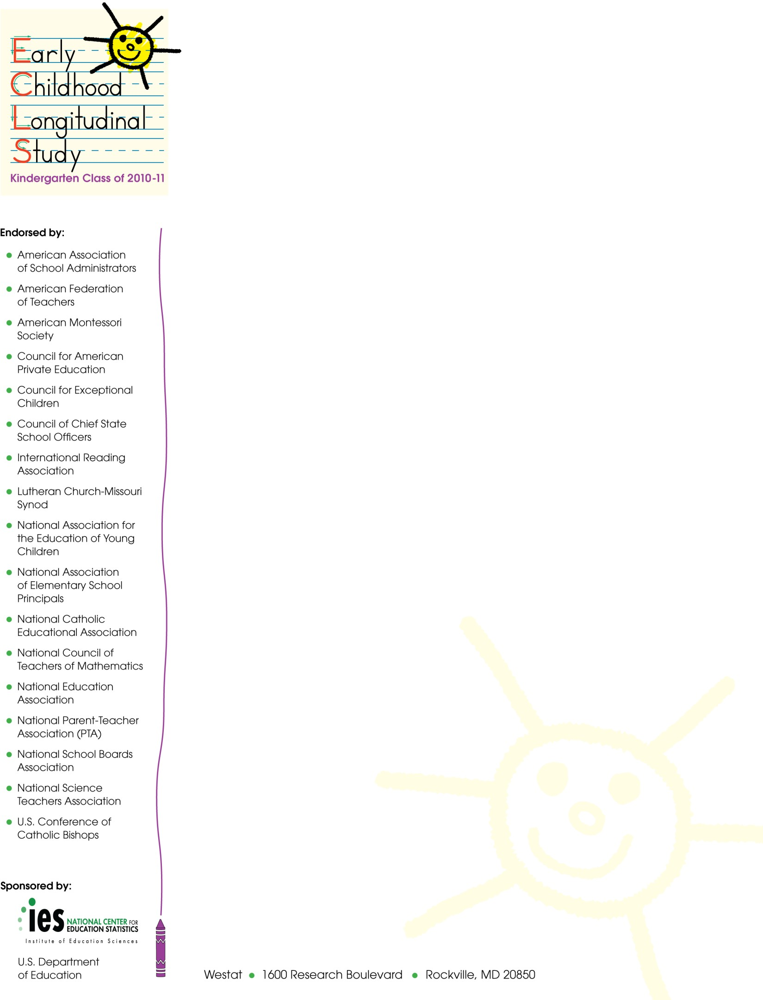 Early
Childhood
Longitudinal
Study
Kindergarten Class of 2010-11
Endorsed by:
• American Association
of School Administrators
• American Federation
of Teachers
• American Montessori
Society
• Council for American
Private Education
• Council for Exceptional
Children
• Council of Chief State
School Officers
• International Reading
Association
• Lutheran Church-Missouri
Synod
• National Association for
the Education of Young
Children
• National Association
of Elementary School
Principals
• National Catholic
Educational Association
• National Council of
Teachers of Mathematics
• National Education
Association
• National Parent-Teacher
Association (PTA)
• National School Boards
Association
• National Science
Teachers Association
• U.S. Conference of
Catholic Bishops
Sponsored by:
ies NATIONAL CENTER FOR
EDUCATION STATISTICS
Institute of Education Sciences
U.S. Department
of Education
Westat • 1600 Research Boulevard • Rockville, MD 20850